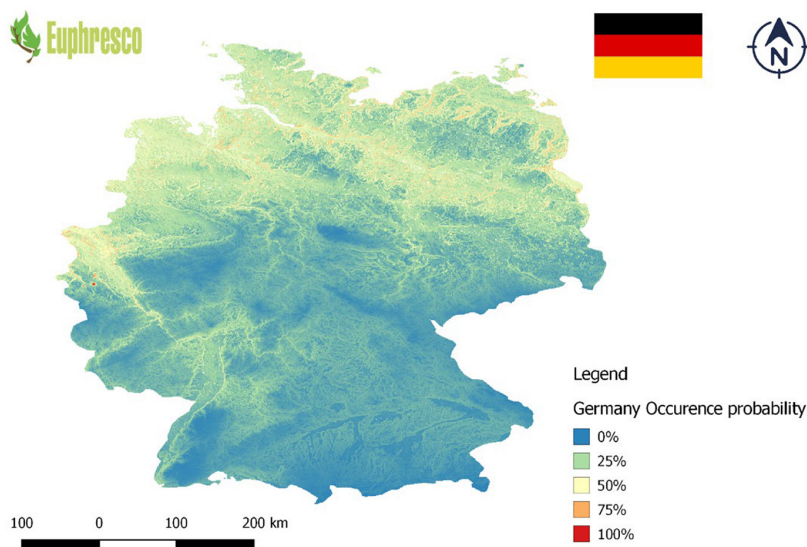 Euphresco
N
Legend
Germany Occurence probability
0%
25%
50%
75%
100%
100 0 100 200 km